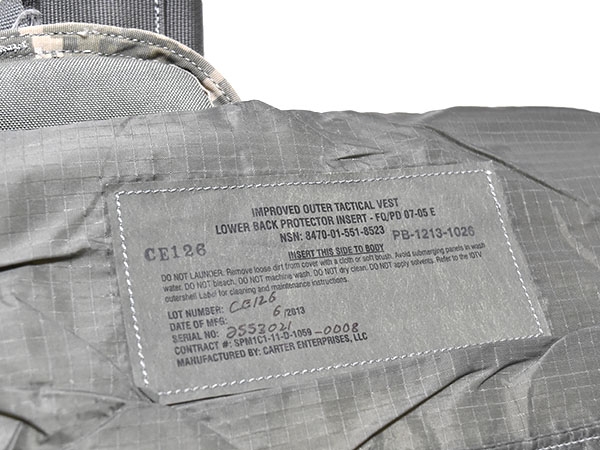 IMPROVED OUTER TACTICAL VEST
LOWER BACK PROTECTOR INSERT - FQ/PD 07-05 E
NSN: 8470-01-551-8523
CE126
PB-1213-1026
INSERT THIS SIDE TO BODY
DO NOT LAUNDER. Remove loose dirt from cover with a cloth or soft brush. Avoid submerging panels in wash
water. DO NOT bleach. DO NOT machine wash. DO NOT dry clean. DO NOT Apply solvents. Refer to the IOTV
outershell Label for cleaning and maintenance instructions.
LOT NUMBER: CE126
DATE OF MFG: 6/2013
SERIAL NO: 2553021
CONTRACT #: SPM1C1-11-D-1059-0008
MANUFACTURED BY: CARTER ENTERPRISES, LLC